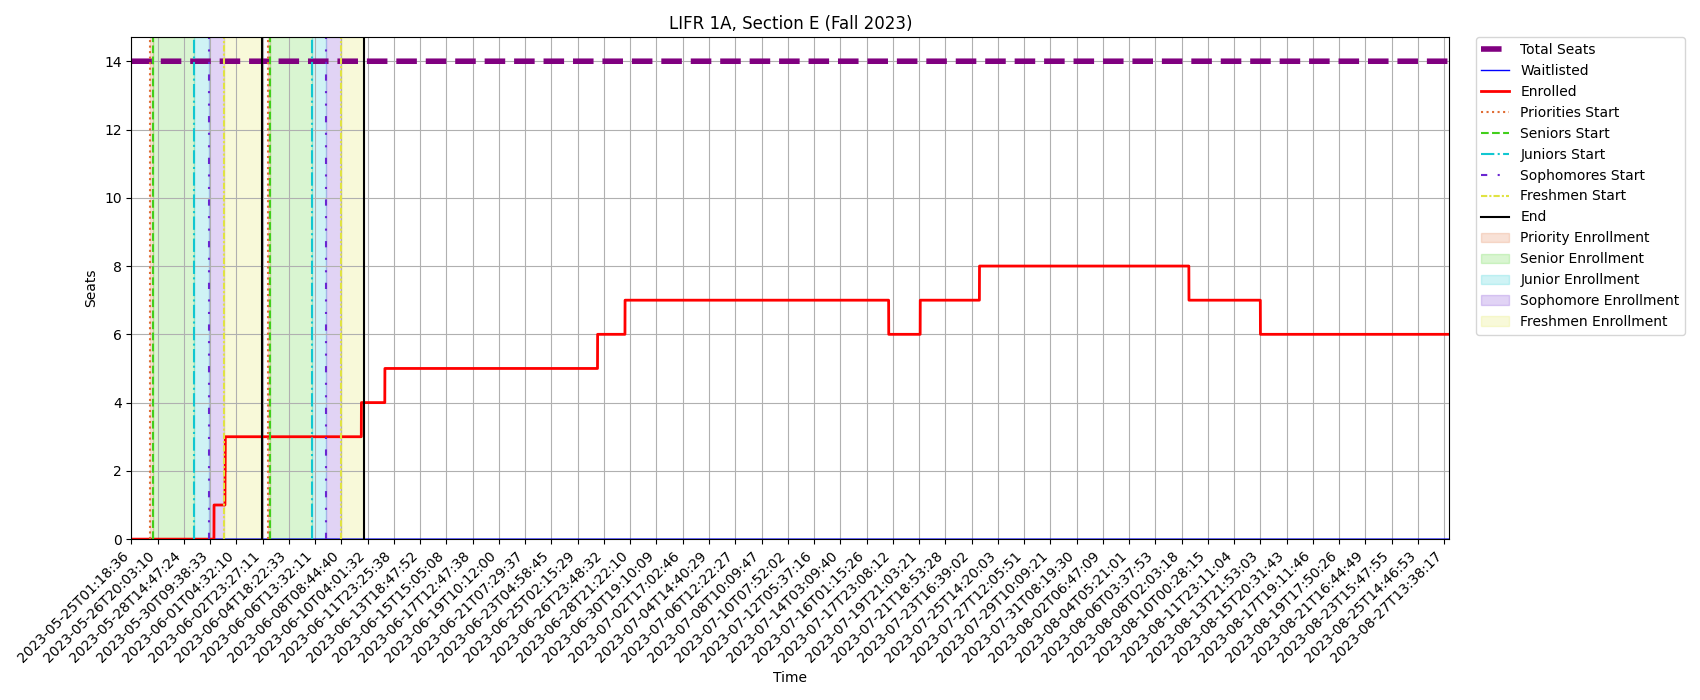 LIFR 1A, Section E (Fall 2023)
Seats
14
12
10
8
6
4
2
0
2023-05-25T01:18:36
2023-05-26T20:03:10
2023-05-28T14:47:24
2023-05-30T09:38:33
2023-06-01T04:32:10
2023-06-02T23:27:11
2023-06-04T18:22:33
2023-06-06T13:32:11
2023-06-08T08:44:40
2023-06-10T04:01:32
2023-06-11T23:25:38
2023-06-13T18:47:52
2023-06-15T15:05:08
2023-06-17T12:47:38
2023-06-19T10:12:00
2023-06-21T07:29:37
2023-06-23T04:58:45
2023-06-25T02:15:29
2023-06-26T23:48:32
2023-06-28T21:22:10
2023-06-30T19:10:09
2023-07-02T17:02:46
2023-07-04T14:40:29
2023-07-06T12:22:27
2023-07-08T10:09:47
2023-07-10T07:52:02
2023-07-12T05:37:16
2023-07-14T03:09:40
2023-07-16T01:15:26
2023-07-17T23:08:12
2023-07-19T21:03:21
2023-07-21T18:53:28
2023-07-23T16:39:02
2023-07-25T14:20:03
2023-07-27T12:05:51
2023-07-29T10:09:21
2023-07-31T08:19:30
2023-08-02T06:47:09
2023-08-04T05:21:01
2023-08-06T03:37:53
2023-08-08T02:03:18
2023-08-10T00:28:15
2023-08-11T23:11:04
2023-08-13T21:53:03
2023-08-15T20:31:43
2023-08-17T19:11:46
2023-08-19T17:50:26
2023-08-21T16:44:49
2023-08-23T15:47:55
2023-08-25T14:46:53
2023-08-27T13:38:17
Time
Total Seats
Waitlisted
Enrolled
Priorities Start
Seniors Start
Juniors Start
Sophomores Start
Freshmen Start
End
Priority Enrollment
Senior Enrollment
Junior Enrollment
Sophomore Enrollment
Freshmen Enrollment